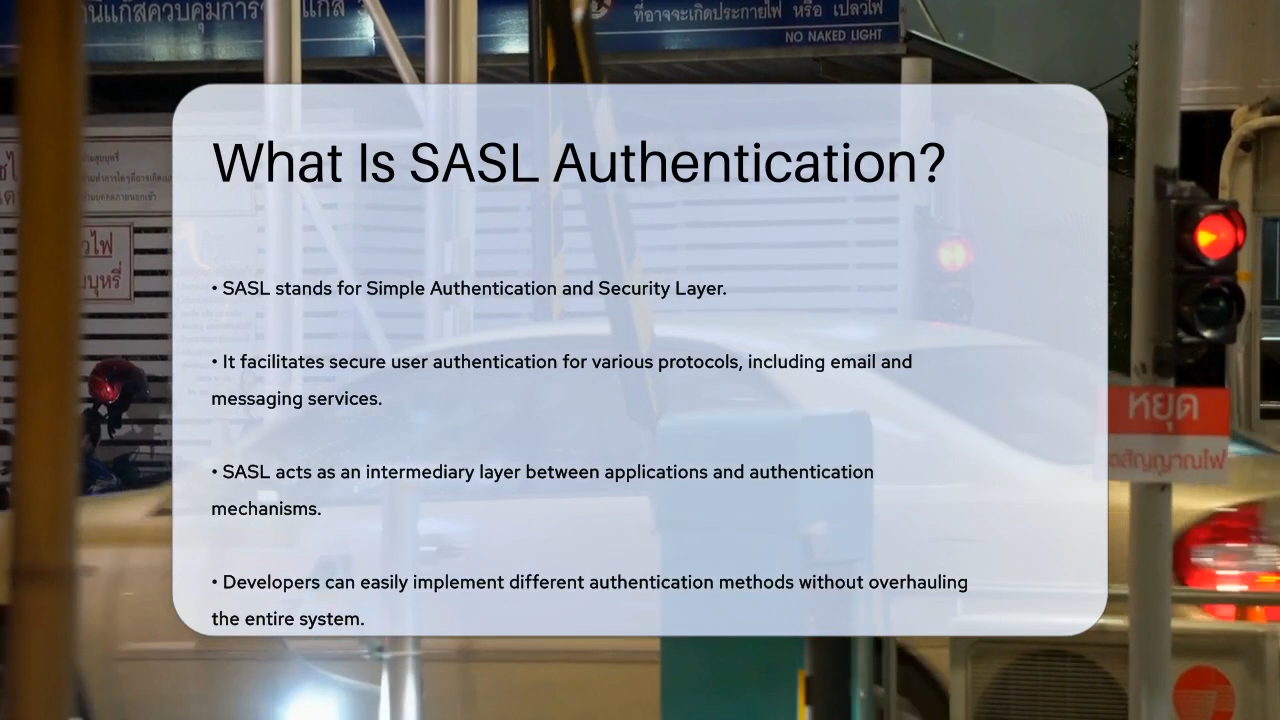 ที่อาจจะเกิดประกายไฟ หรือ เปลวไฟ
NO NAKED LIGHT
What Is SASL Authentication?
• SASL stands for Simple Authentication and Security Layer.
• It facilitates secure user authentication for various protocols, including email and
messaging services.
• SASL acts as an intermediary layer between applications and authentication
mechanisms.
• Developers can easily implement different authentication methods without overhauling
the entire system.
หยุด